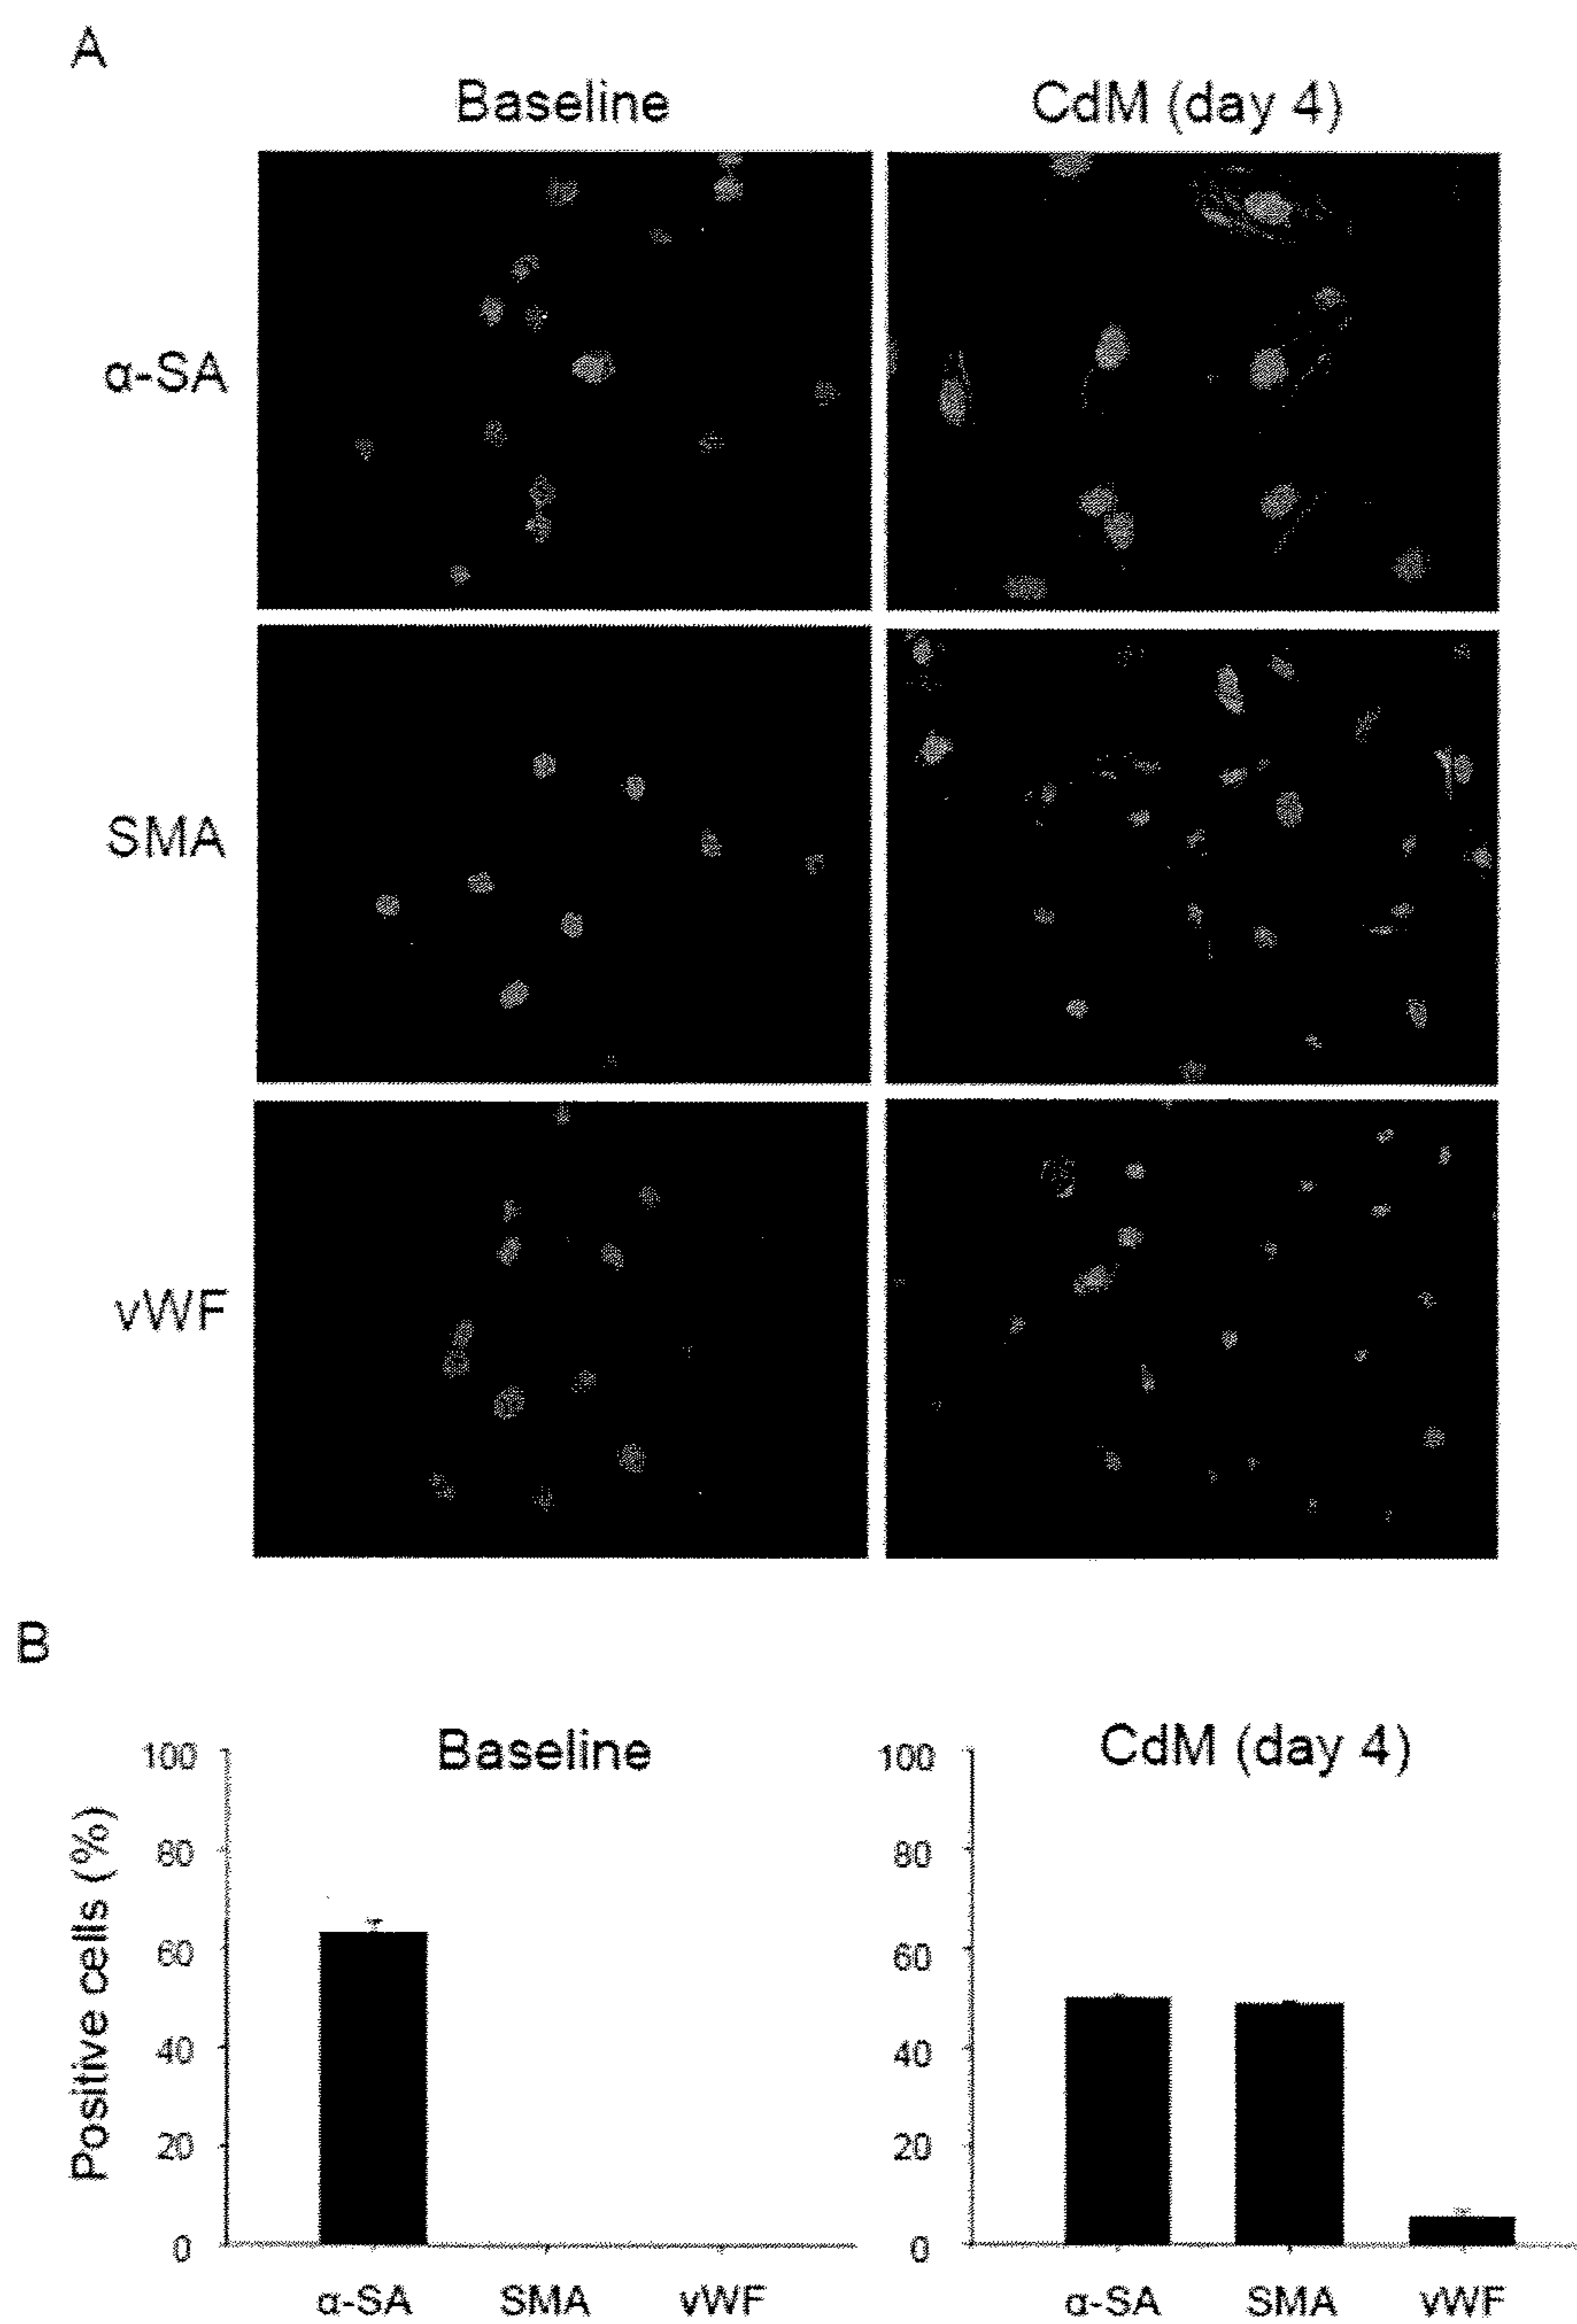 A
Baseline CdM (day 4)
α-SA
SMA
vWF
B
Baseline CdM (day 4)
Positive cells (%)
100
80
60
40
20
0
α-SA SMA vWF
100
80
60
40
20
0
α-SA SMA vWF